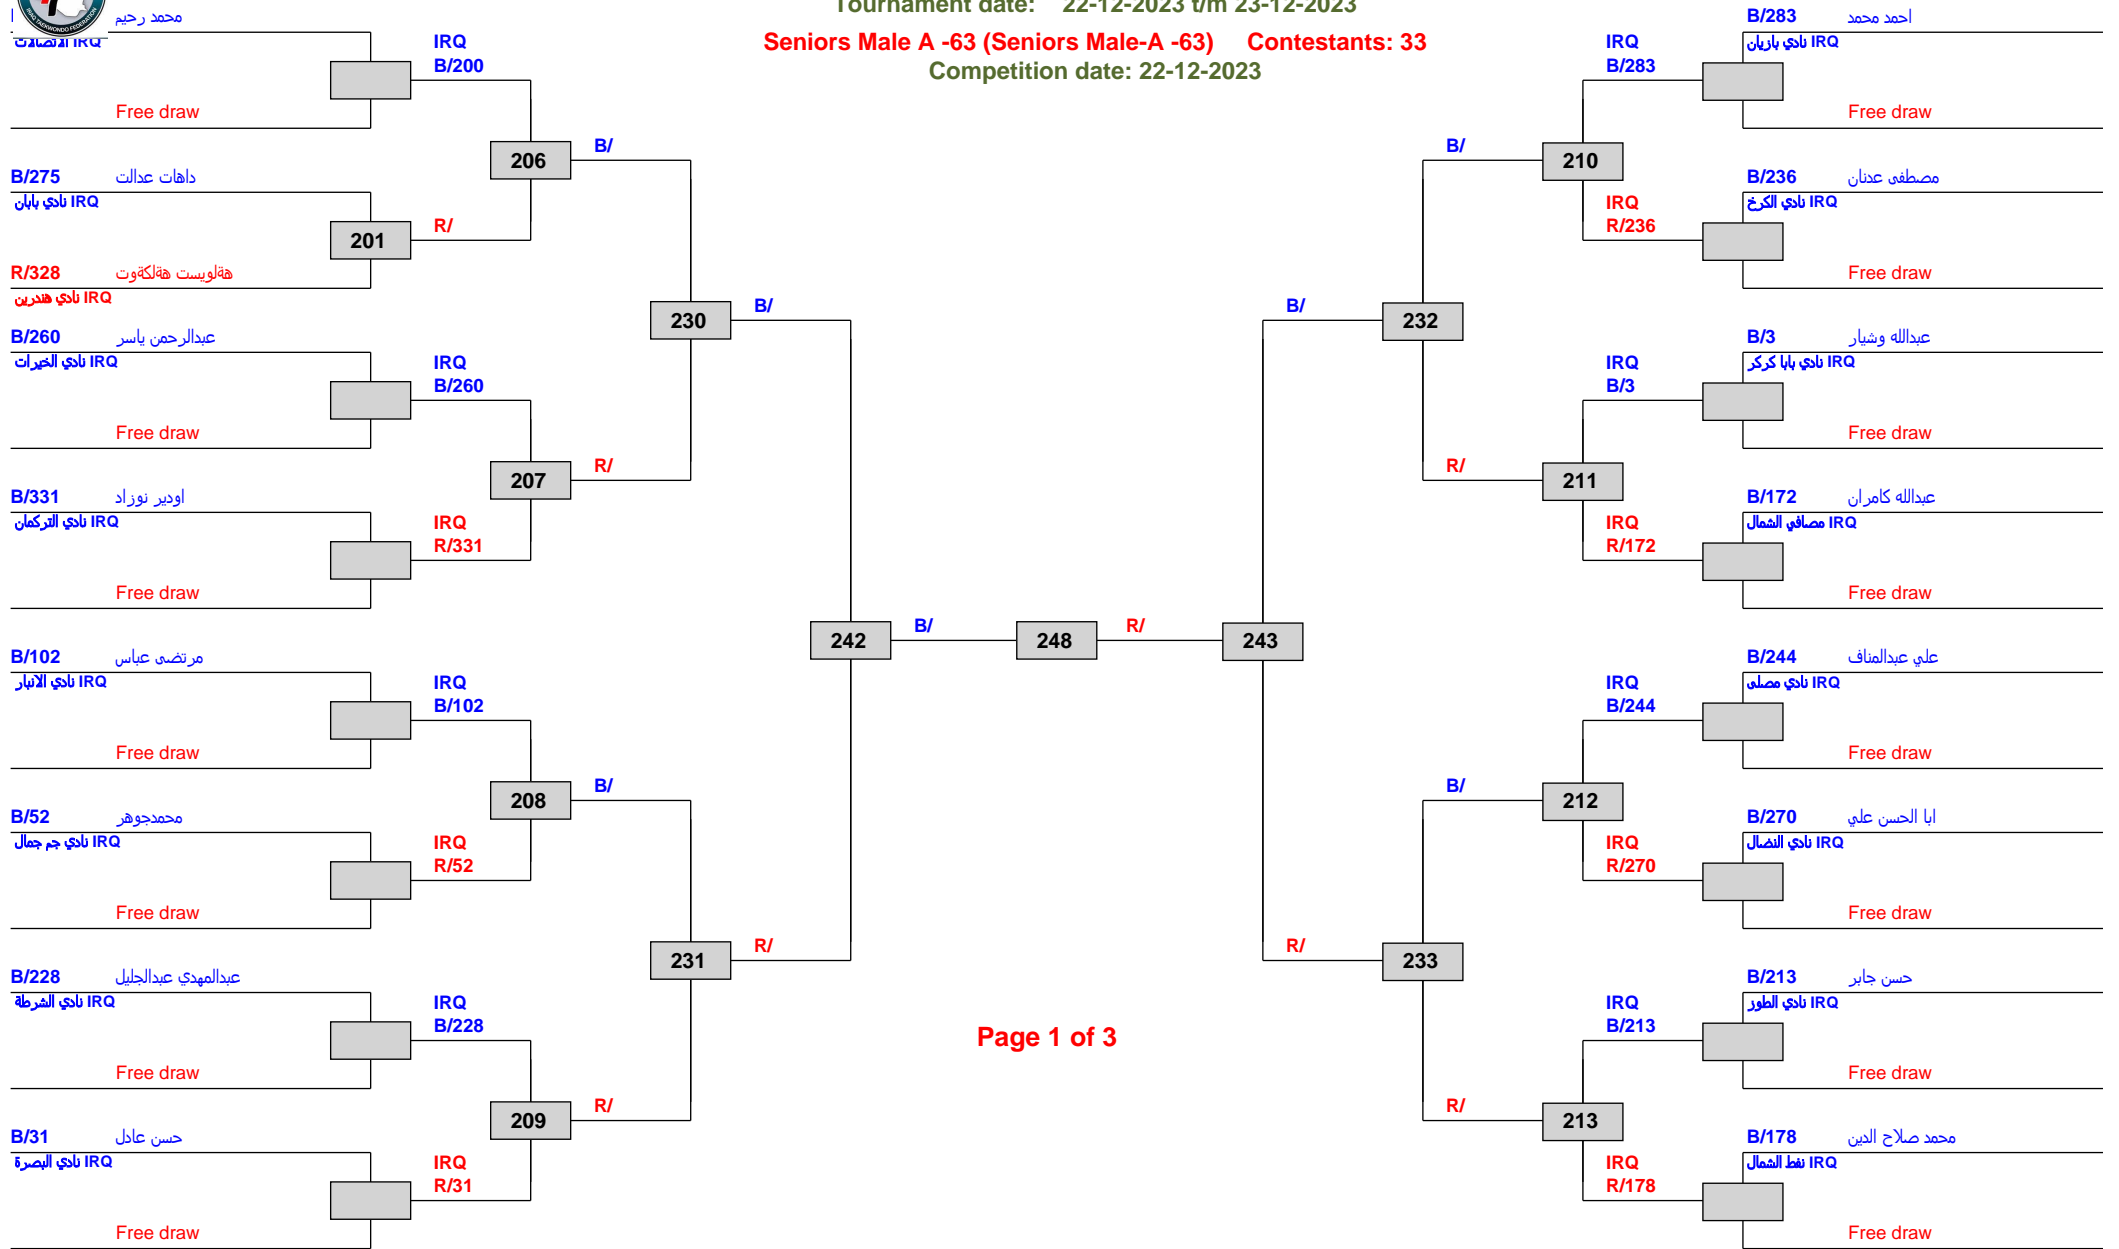 IRAQ TAEKWONDO FEDERATION
Tournament date: 22-12-2023 t/m 23-12-2023
Seniors Male A -63 (Seniors Male-A -63) Contestants: 33
Competition date: 22-12-2023
محمد رحيم
IRQ الاتصالات
IRQ
B/200
Free draw
206
B/
B/275 داهات عدالت
IRQ نادي بابان
201
R/
R/328 هةلويست هةلكةوت
IRQ نادي هندرين
230
B/
B/260 عبدالرحمن ياسر
IRQ نادي الخيرات
IRQ
B/260
Free draw
207
R/
B/331 اودير نوزاد
IRQ نادي التركمان
IRQ
R/331
Free draw
242
B/
248
R/
243
B/102 مرتضى عباس
IRQ نادي الانبار
IRQ
B/102
Free draw
208
B/
B/52 محمدجوهر
IRQ نادي جم جمال
IRQ
R/52
Free draw
231
R/
B/228 عبدالمهدي عبدالجليل
IRQ نادي الشرطة
IRQ
B/228
Free draw
209
R/
B/31 حسن عادل
IRQ نادي البصرة
IRQ
R/31
Free draw
Page 1 of 3
B/283 احمد محمد
IRQ نادي باريان
IRQ
B/283
Free draw
B/
210
B/236 مصطفى عدنان
IRQ نادي الكرخ
IRQ
R/236
Free draw
B/
232
B/3 عبدالله وشيار
IRQ نادي بابا كركر
IRQ
B/3
Free draw
R/
211
B/172 عبدالله كامران
IRQ مصافي الشمال
IRQ
R/172
Free draw
B/244 علي عبدالمناف
IRQ نادي مصلى
IRQ
B/244
Free draw
B/
212
B/270 ابا الحسن علي
IRQ نادي النضال
IRQ
R/270
Free draw
R/
233
B/213 حسن جابر
IRQ نادي الطور
IRQ
B/213
Free draw
R/
213
B/178 محمد صلاح الدين
IRQ نفط الشمال
IRQ
R/178
Free draw